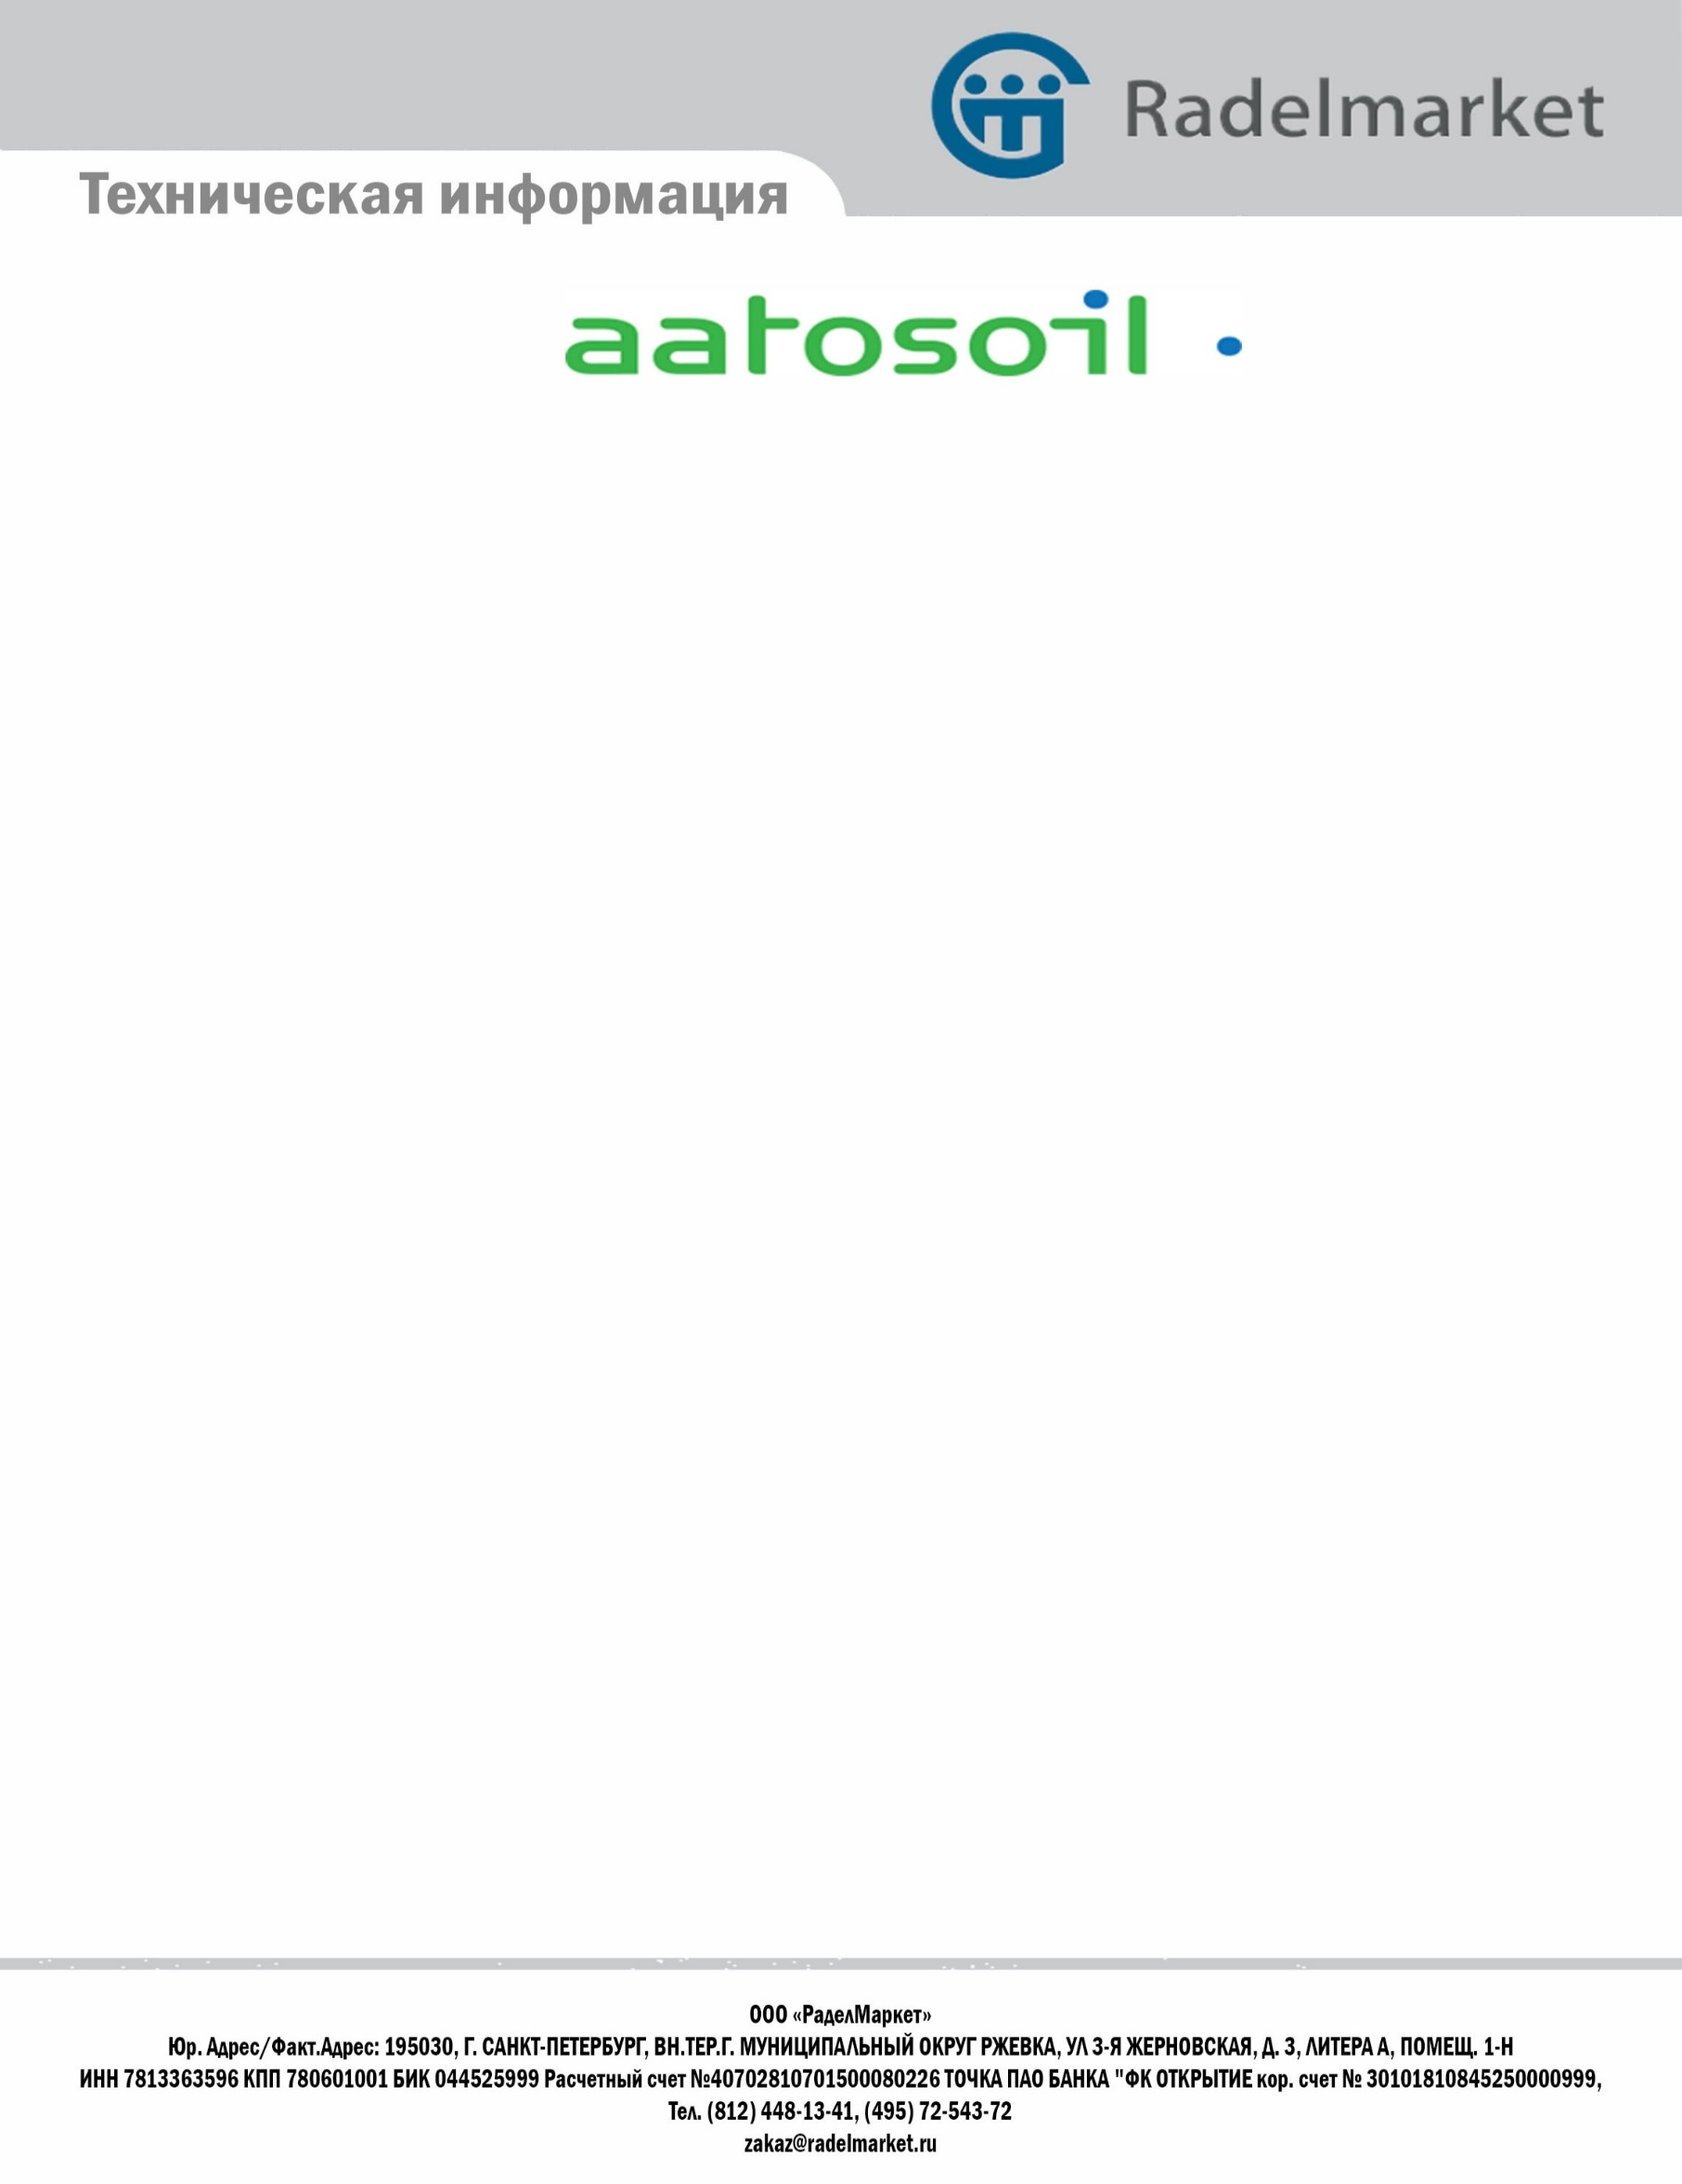 Radelmarket
Техническая информация
aatosoil
ООО «РаделМаркет»
Юр. Адрес/Факт.Адрес: 195030, Г. САНКТ-ПЕТЕРБУРГ, ВН.ТЕР.Г. МУНИЦИПАЛЬНЫЙ ОКРУГ РЖЕВКА, УЛ 3-Я ЖЕРНОВСКАЯ, Д. 3, ЛИТЕРА А, ПОМЕЩ. 1-Н
ИНН 7813363596 КПП 780601001 БИК 044525999 Расчетный счет №40702810701500080226 ТОЧКА ПАО БАНКА "ФК ОТКРЫТИЕ кор. счет № 30101810845250000999,
Тел. (812) 448-13-41, (495) 72-543-72
zakaz@radelmarket.ru